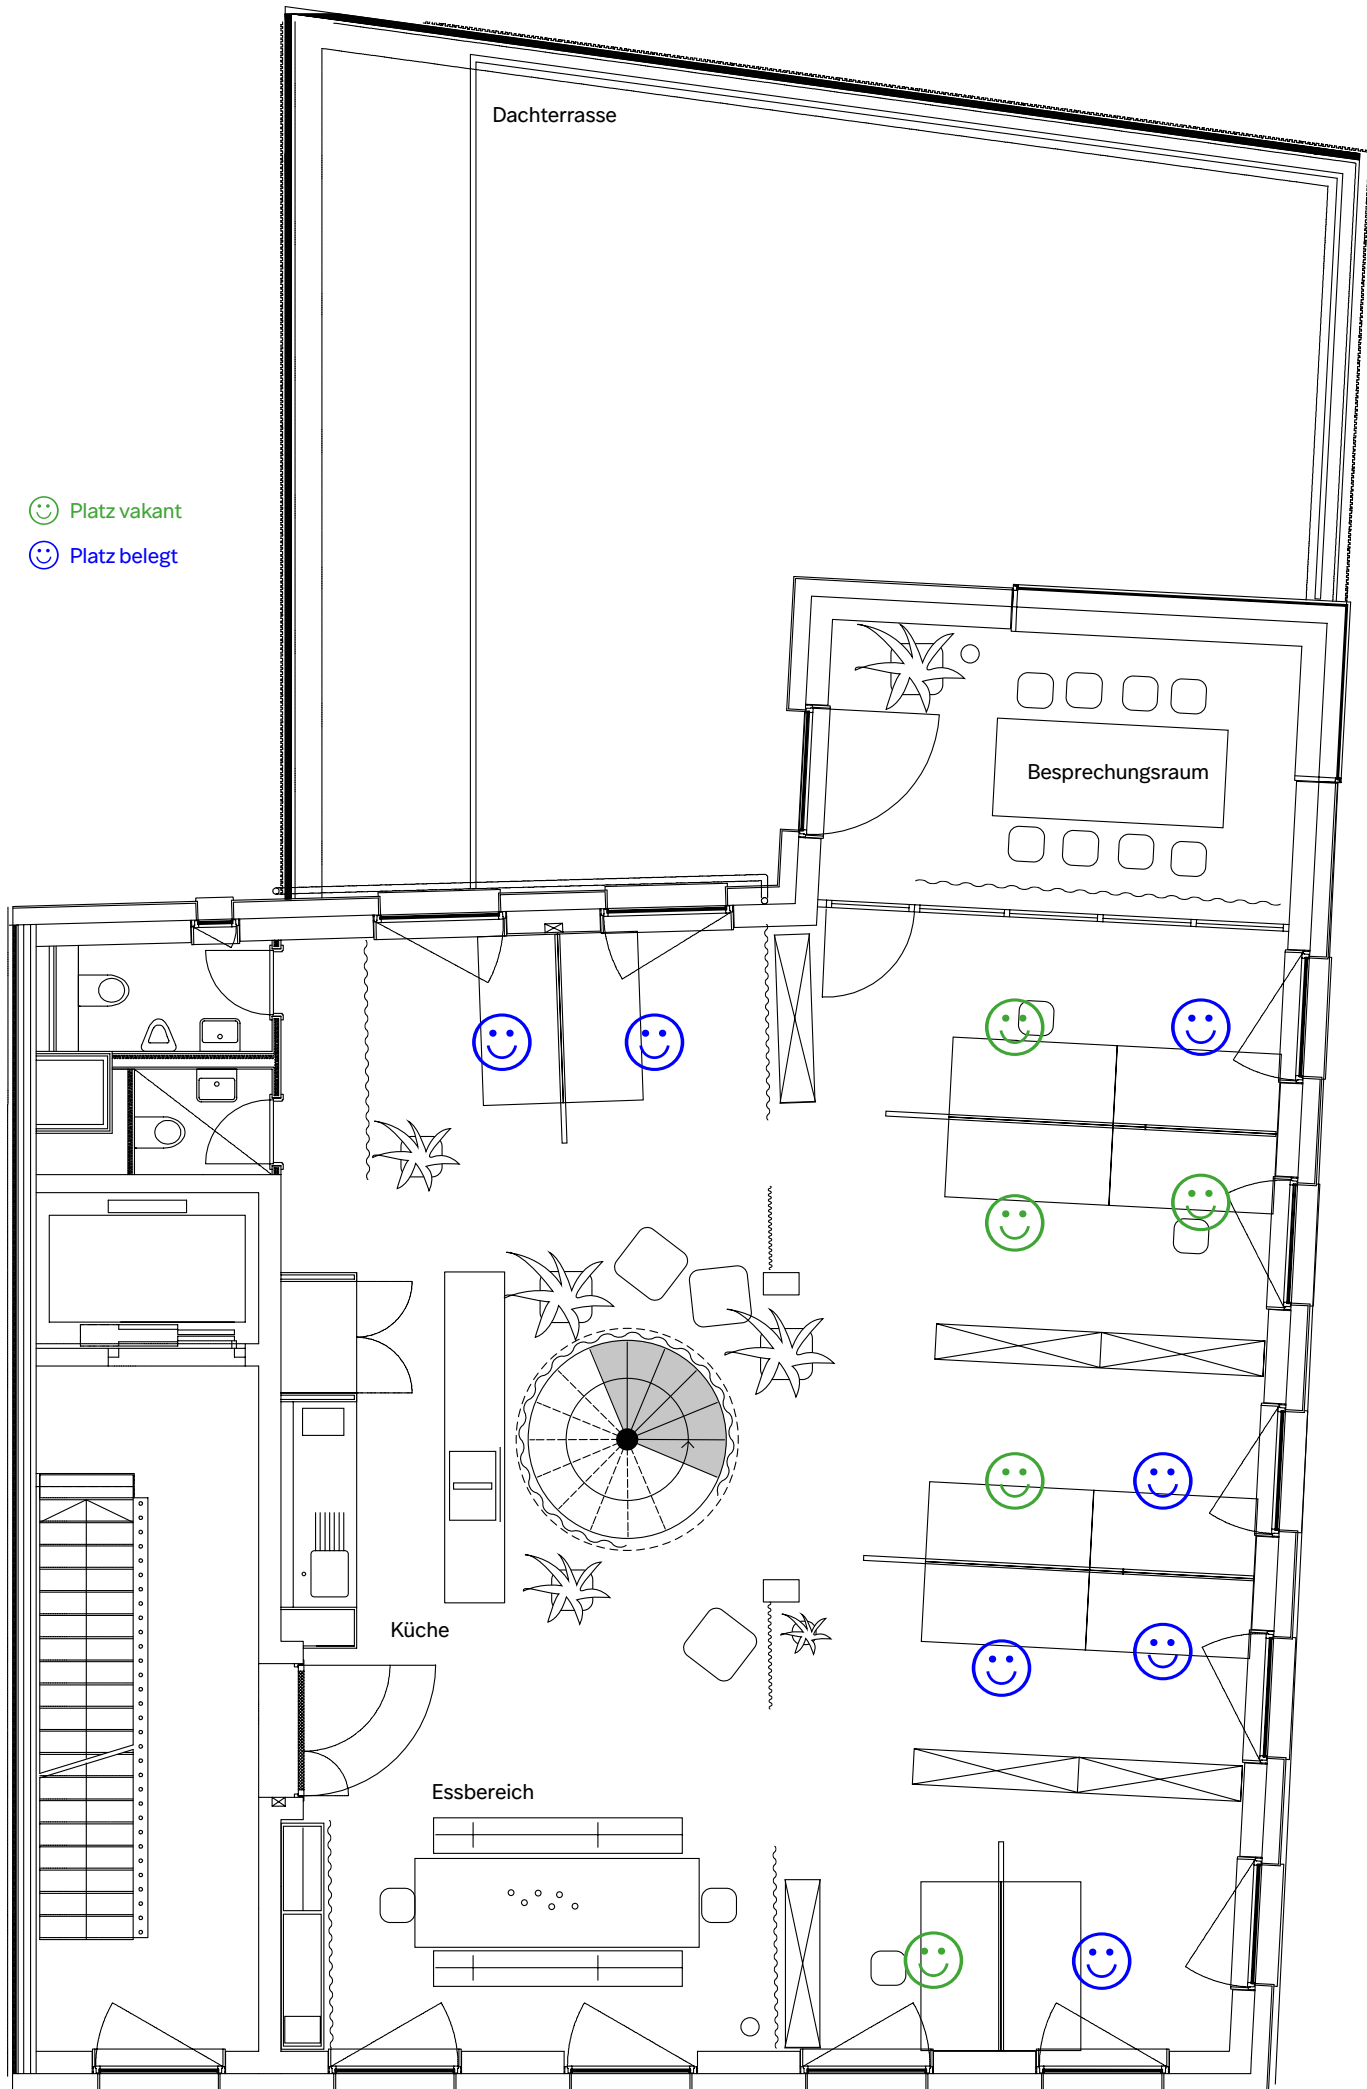 Dachterrasse
Platz vakant
Platz belegt
Besprechungsraum
Küche
Essbereich